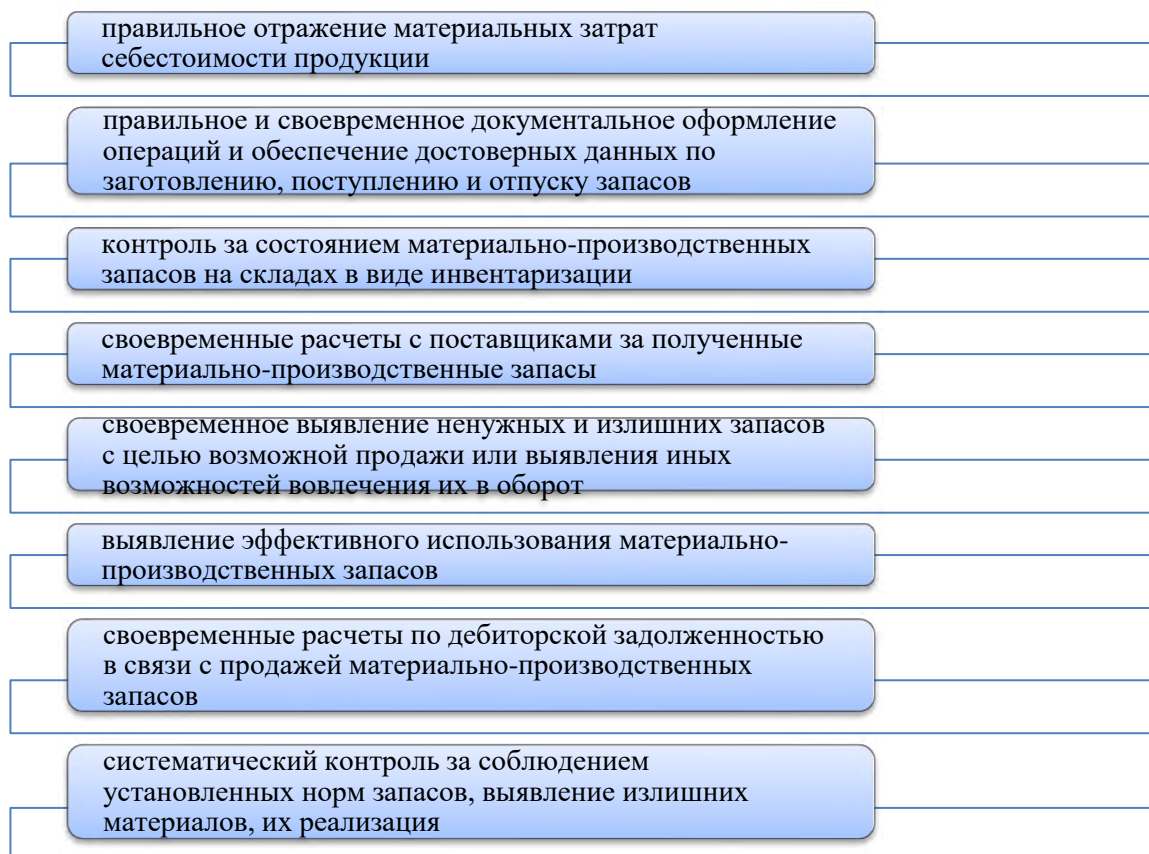 правильное отражение материальных затрат
себестоимости продукции
правильное и своевременное документальное оформление
операций и обеспечение достоверных данных по
заготовлению, поступлению и отпуску запасов
контроль за состоянием материально-производственных
запасов на складах в виде инвентаризации
своевременные расчеты с поставщиками за полученные
материально-производственные запасы
своевременное выявление ненужных и излишних запасов
с целью возможной продажи или выявления иных
возможностей вовлечения их в оборот
выявление эффективного использования материально-
производственных запасов
своевременные расчеты по дебиторской задолженностью
в связи с продажей материально-производственных
запасов
систематический контроль за соблюдением
установленных норм запасов, выявление излишних
материалов, их реализация